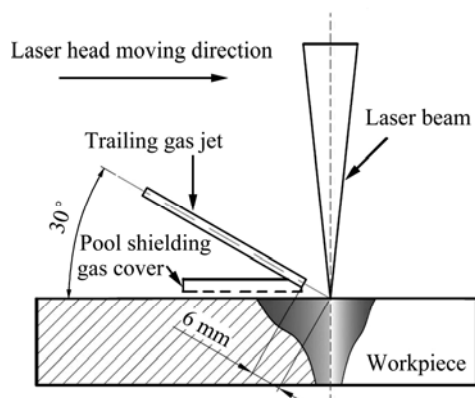 Laser head moving direction
Laser beam
Trailing gas jet
30°
Pool shielding
gas cover
6 mm
Workpiece